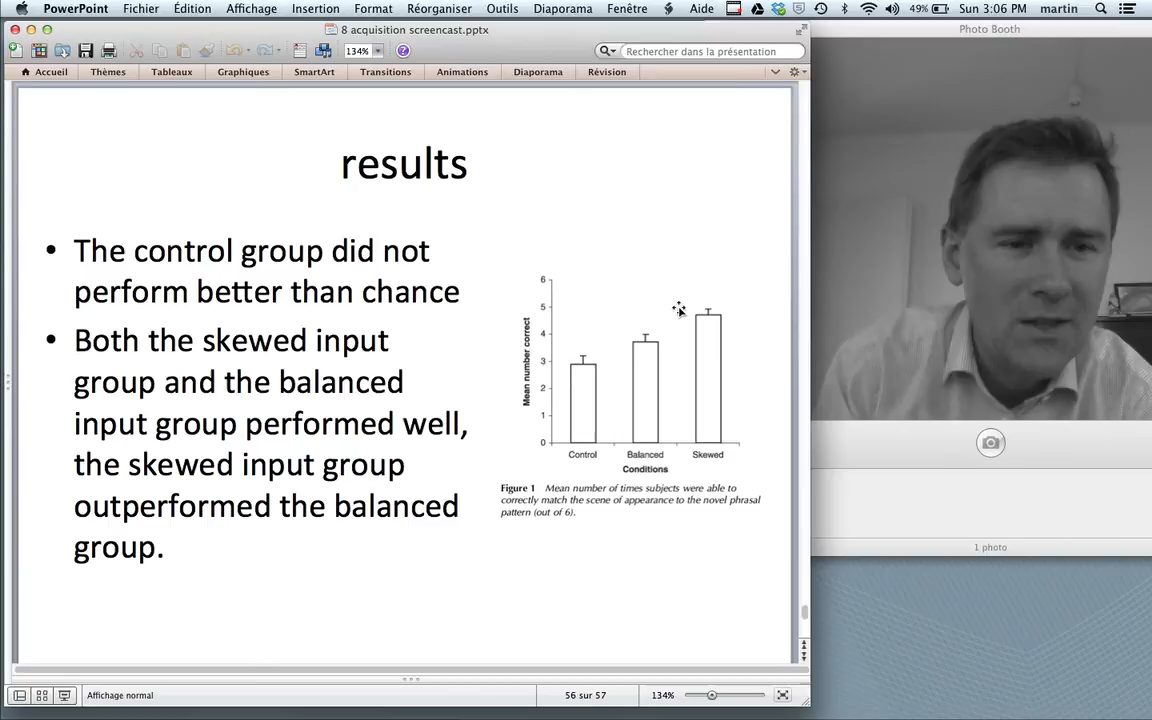 PowerPoint Fichier Édition Affichage Insertion Format Réorganiser Outils Diaporama Fenêtre Aide 49% Sun 3:06 PM martin
8 acquisition screencast.pptx
Photo Booth
134% Rechercher dans la présentation
Accueil Thèmes Tableaux Graphiques SmartArt Transitions Animations Diaporama Révision
results
• The control group did not
perform better than chance
• Both the skewed input
group and the balanced
input group performed well,
the skewed input group
outperformed the balanced
group.
Mean number correct
6
5
4
3
2
1
0
Control Balanced Skewed
Conditions
Figure 1 Mean number of times subjects were able to
correctly match the scene of appearance to the novel phrasal
pattern (out of 6).
1 photo
Affichage normal 56 sur 57 134%